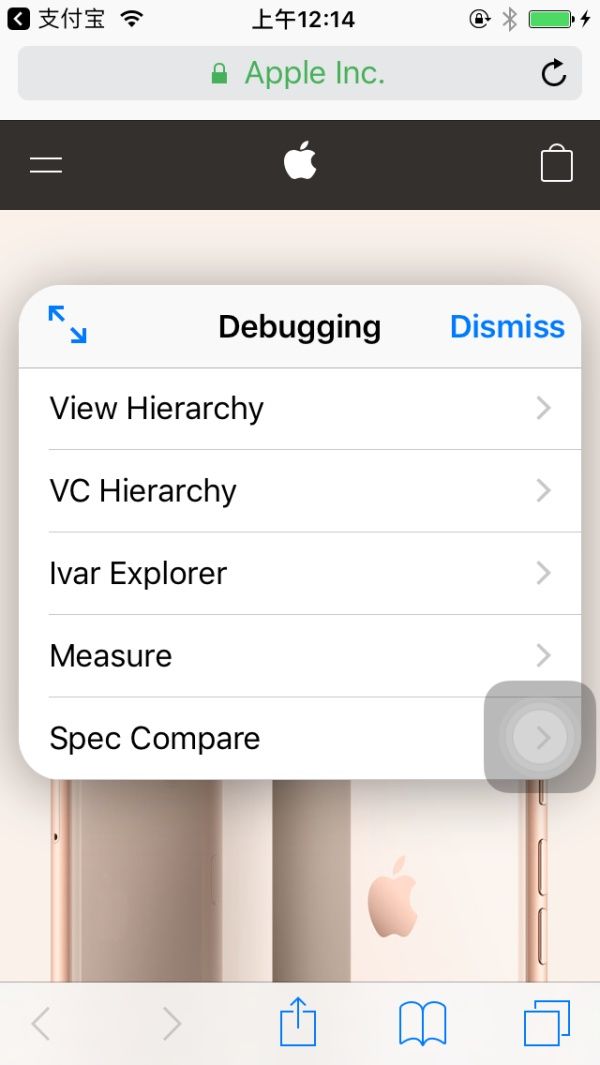 支付宝
上午12:14
Apple Inc.
Debugging
Dismiss
View Hierarchy
VC Hierarchy
Ivar Explorer
Measure
Spec Compare